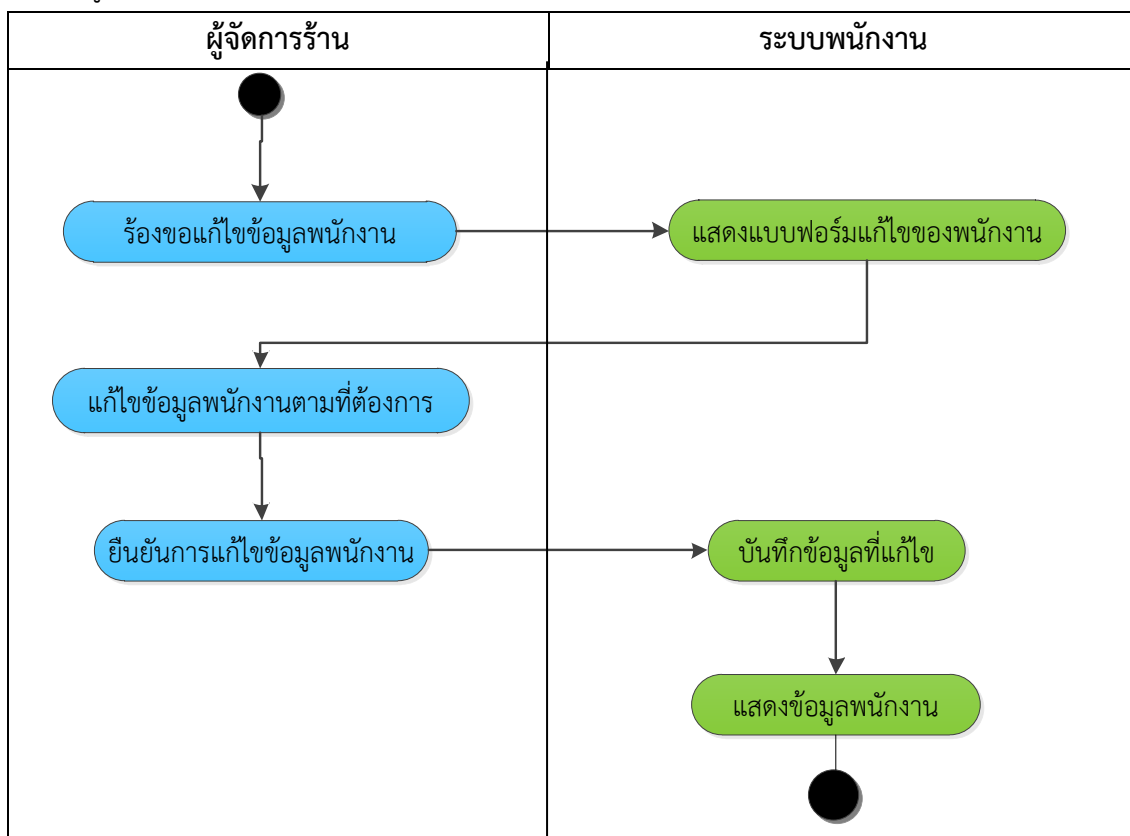 ผู้จัดการร้าน
ระบบพนักงาน
ร้องขอแก้ไขข้อมูลพนักงาน
แสดงแบบฟอร์มแก้ไขของพนักงาน
แก้ไขข้อมูลพนักงานตามที่ต้องการ
ยืนยันการแก้ไขข้อมูลพนักงาน
บันทึกข้อมูลที่แก้ไข
แสดงข้อมูลพนักงาน